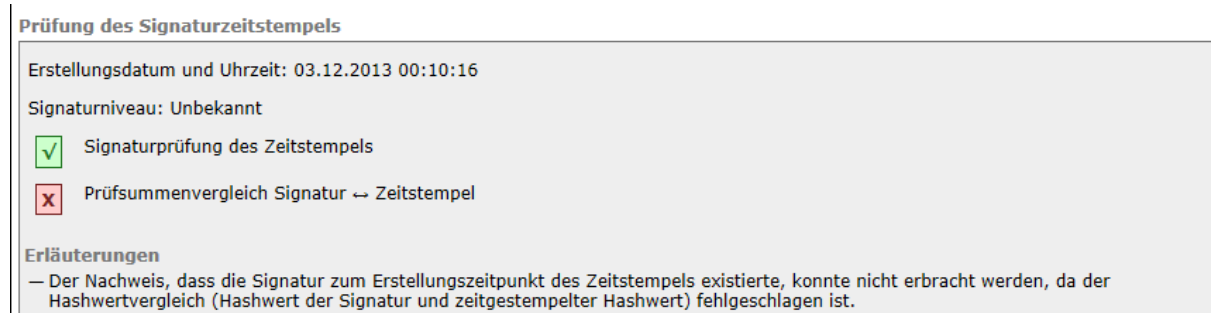 Prüfung des Signaturzeitstempels
Erstellungsdatum und Uhrzeit: 03.12.2013 00:10:16
Signaturniveau: Unbekannt
√ Signaturprüfung des Zeitstempels
X Prüfsummenvergleich Signatur ↔ Zeitstempel
Erläuterungen
— Der Nachweis, dass die Signatur zum Erstellungszeitpunkt des Zeitstempels existierte, konnte nicht erbracht werden, da der
Hashwertvergleich (Hashwert der Signatur und zeitgestempelter Hashwert) fehlgeschlagen ist.